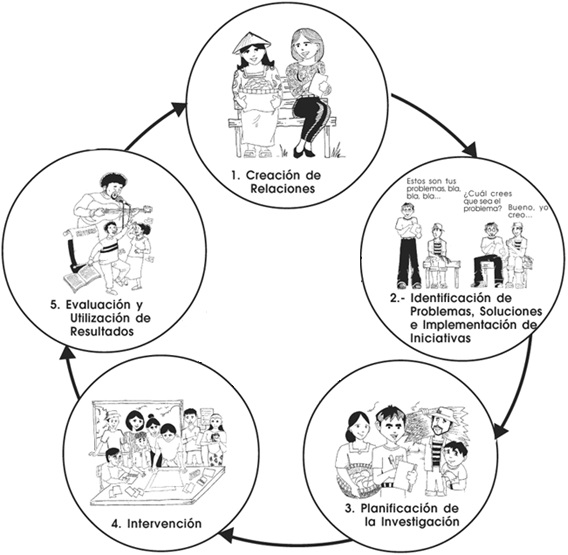 1. Creación de
Relaciones
Estos son tus
problemas, bla,
bla, bla...
¿Cuál crees
que sea el
problema?
Bueno, yo
creo...
2.- Identificación de
Problemas, Soluciones
e Implementación de
Iniciativas
3. Planificación de
la Investigación
4. Intervención
5. Evaluación y
Utilización de
Resultados